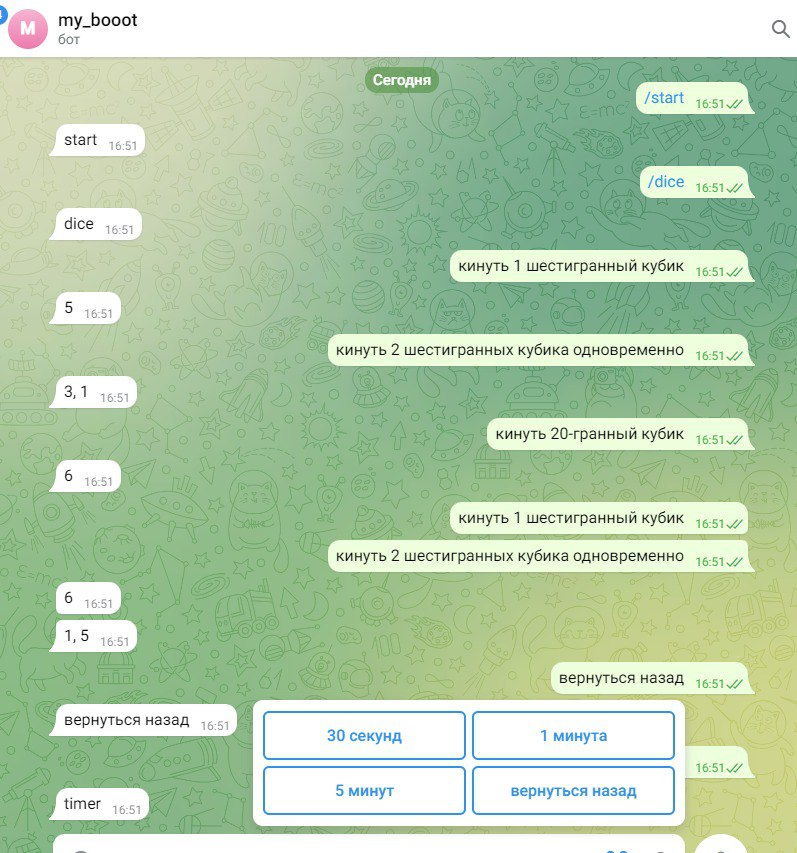 my_booot
бот
Сегодня
/start 16:51
start 16:51
/dice 16:51
dice 16:51
кинуть 1 шестигранный кубик 16:51
5 16:51
кинуть 2 шестигранных кубика одновременно 16:51
3, 1 16:51
кинуть 20-гранный кубик 16:51
6 16:51
кинуть 1 шестигранный кубик 16:51
кинуть 2 шестигранных кубика одновременно 16:51
6 16:51
1, 5 16:51
вернуться назад 16:51
вернуться назад 16:51
30 секунд
1 минута
16:51
5 минут
вернуться назад
timer 16:51